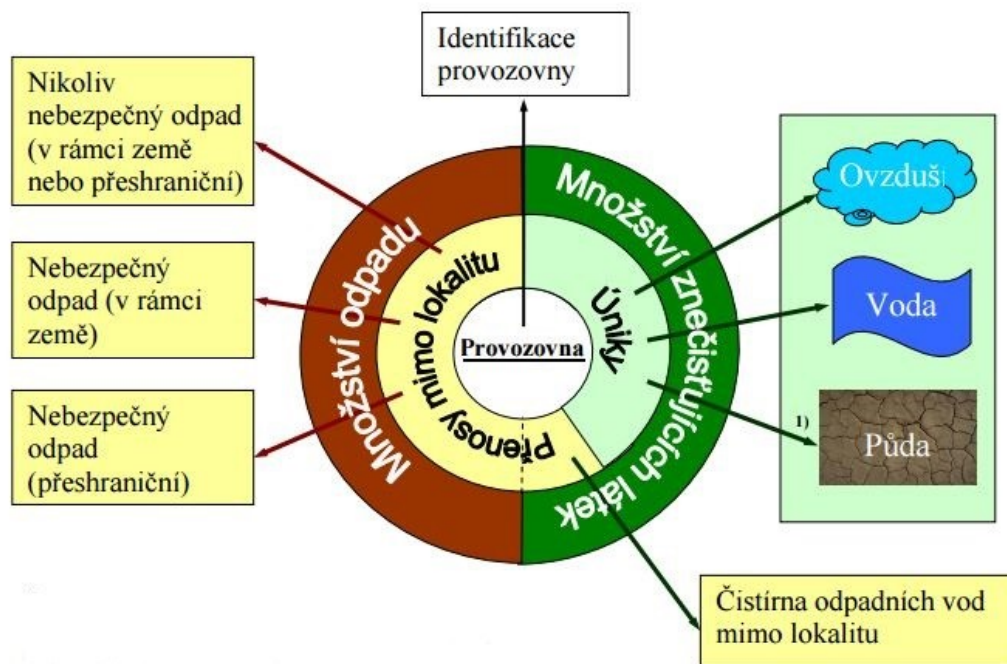 Identifikace
provozovny
Nikoliv
nebezpečný odpad
(v rámci země
nebo přeshraniční)
Nebezpečný
odpad (v rámci
země)
Nebezpečný
odpad
(přeshraniční)
Množství odpadu
Přenosy mimo lokalitu
Provozovna
Úniky
Množství znečisťujících látek
Ovzduší
Voda
1)
Půda
Čistírna odpadních vod
mimo lokalitu